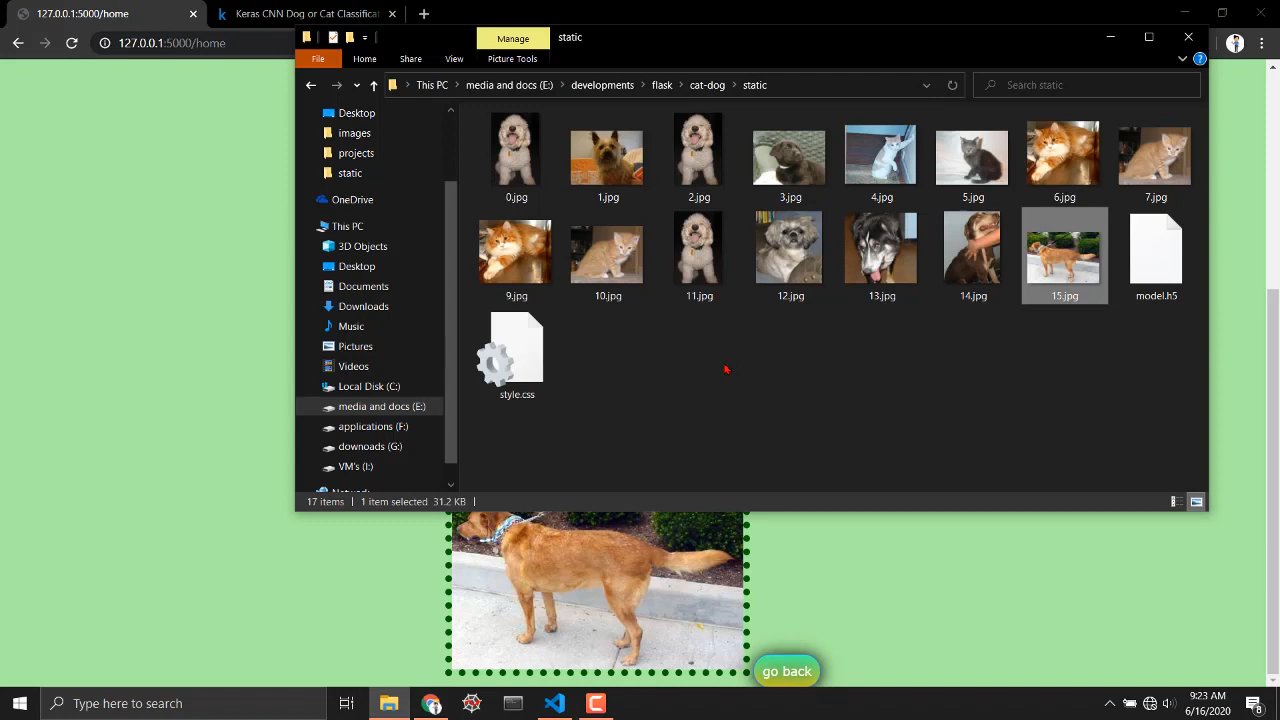 127.0.0.1:5000/home
Keras CNN Dog or Cat Classificat
127.0.0.1:5000/home
Manage
static
File
Home
Share
View
Picture Tools
This PC
media and docs (E:)
developments
flask
cat-dog
static
Search static
Desktop
images
projects
static
OneDrive
This PC
3D Objects
Desktop
Documents
Downloads
Music
Pictures
Videos
Local Disk (C:)
media and docs (E:)
applications (F:)
downoads (G:)
VM's (I:)
0.jpg
1.jpg
2.jpg
3.jpg
4.jpg
5.jpg
6.jpg
7.jpg
9.jpg
10.jpg
11.jpg
12.jpg
13.jpg
14.jpg
15.jpg
model.h5
style.css
17 items
1 item selected 31.2 KB
go back
Type here to search
9:23 AM
6/16/2020
8